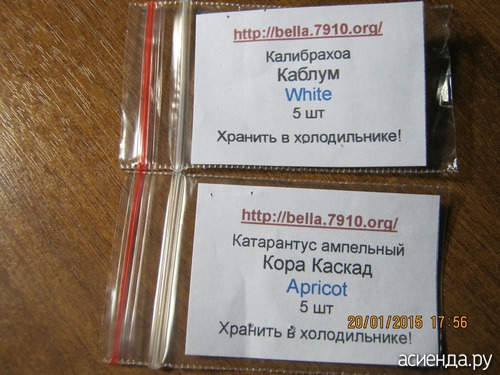 http://bella.7910.org/
Калибрахоа
Каблум
White
5 шт
Хранить в холодильнике!
http://bella.7910.org/
Катарантус ампельный
Кора Каскад
Apricot
5 шт
Хранить в холодильнике!
20/01/2015 17:56
асиенда.ру